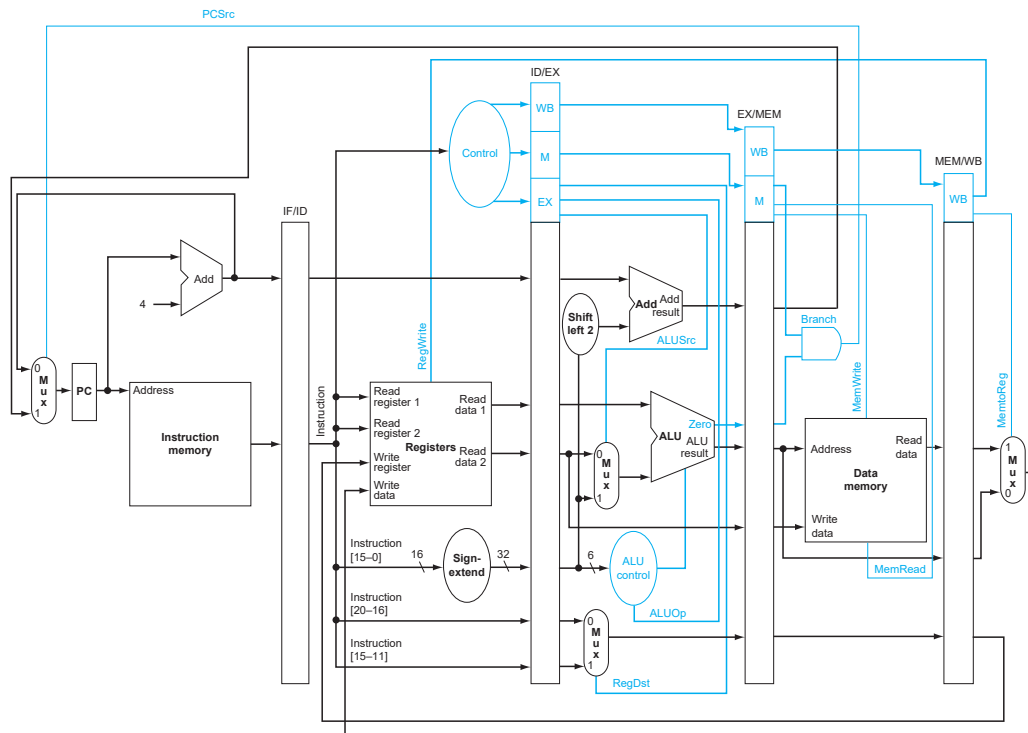 PCSrc
ID/EX
WB
EX/MEM
Control
M
WB
MEM/WB
EX
M
WB
IF/ID
Add
4
RegWrite
Shift
left 2
Add
Add
result
ALUSrc
Branch
MemWrite
MemtoReg
0
M
u
x
1
PC
Address
Instruction
memory
Instruction
Read
register 1
Read
data 1
Read
register 2
Registers
Read
data 2
Write
register
Write
data
0
M
u
x
1
Zero
ALU
ALU
result
Address
Read
data
Data
memory
Write
data
1
M
u
x
0
Instruction
[15–0]
16
Sign-
extend
32
6
ALU
control
MemRead
Instruction
[20–16]
ALUOp
0
M
u
x
1
Instruction
[15–11]
RegDst